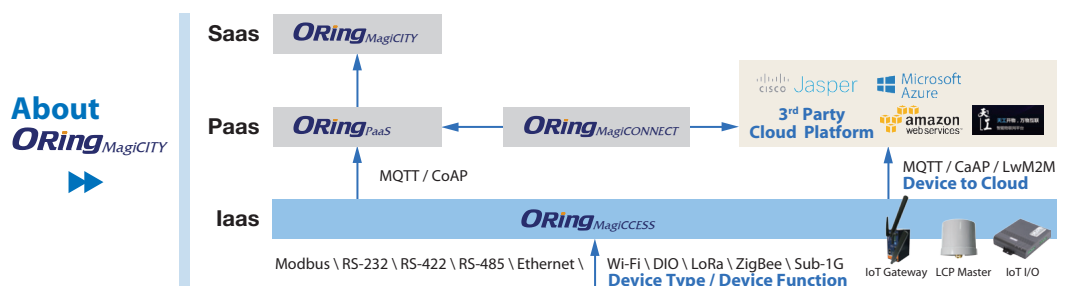 About
ORing MagiCITY
Saas
ORing MagiCITY
Paas
ORing PaaS
ORing MagiCONNECT
CISCO Jasper
Microsoft Azure
3rd Party
Cloud Platform
amazon
web services™
MQTT / CoAP
MQTT / CaAP / LwM2M
Device to Cloud
Iaas
ORing MagiCCESS
Modbus \ RS-232 \ RS-422 \ RS-485 \ Ethernet \
Wi-Fi \ DIO \ LoRa \ ZigBee \ Sub-1G
Device Type / Device Function
IoT Gateway
LCP Master
IoT I/O